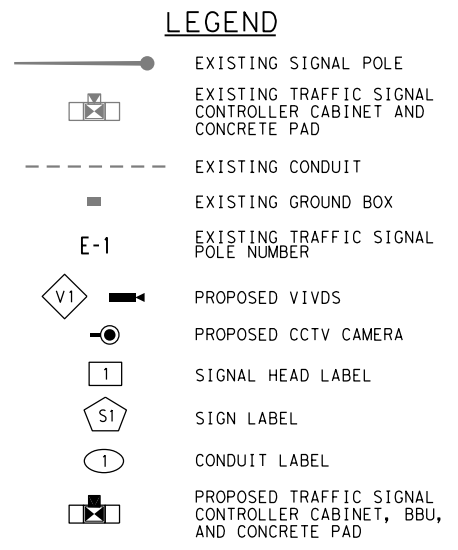 LEGEND
EXISTING SIGNAL POLE
EXISTING TRAFFIC SIGNAL
CONTROLLER CABINET AND
CONCRETE PAD
EXISTING CONDUIT
EXISTING GROUND BOX
E-1 EXISTING TRAFFIC SIGNAL
POLE NUMBER
V1 PROPOSED VIVDS
PROPOSED CCTV CAMERA
1 SIGNAL HEAD LABEL
S1 SIGN LABEL
1 CONDUIT LABEL
PROPOSED TRAFFIC SIGNAL
CONTROLLER CABINET, BBU,
AND CONCRETE PAD